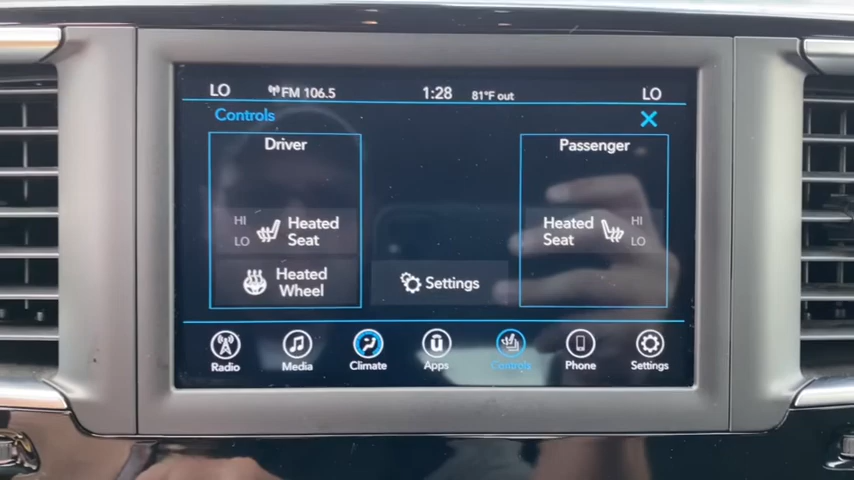 LO FM 106.5 1:28 81°F out LO
Controls
Driver
Passenger
HI
LO
Heated
Seat
Heated
Seat
HI
LO
Heated
Wheel
Settings
Radio Media Climate Apps Controls Phone Settings